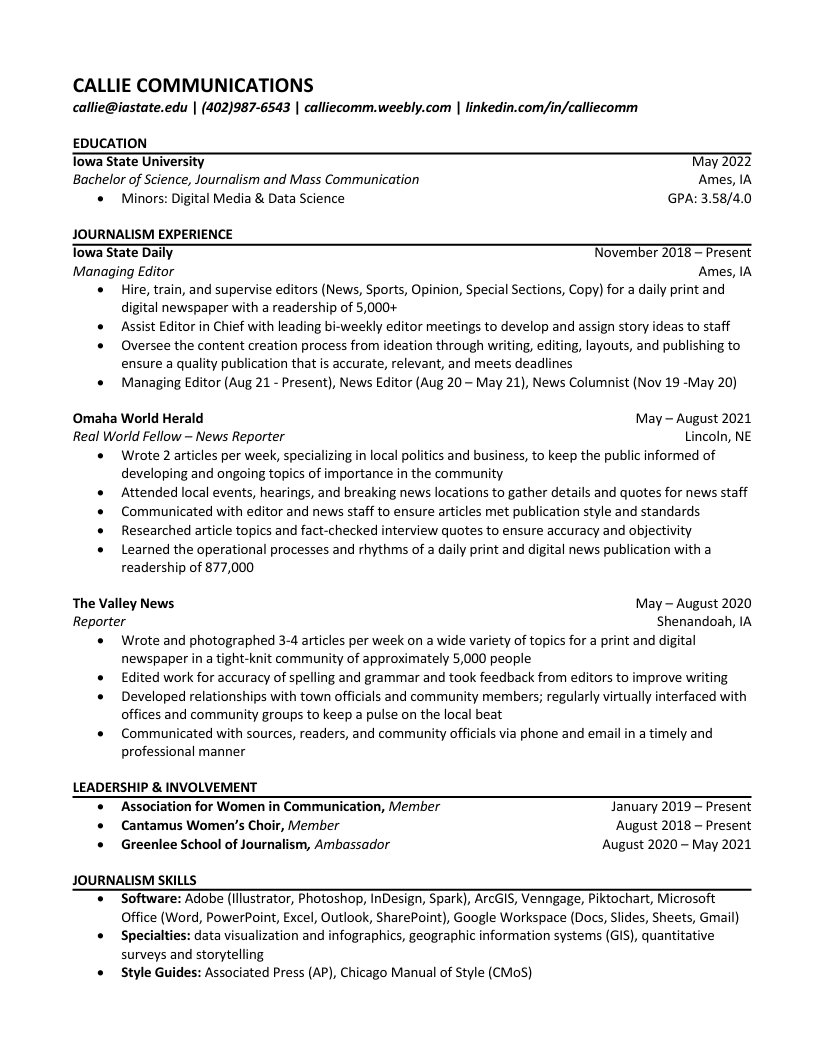 CALLIE COMMUNICATIONS
callie@iastate.edu | (402)987-6543 | calliecomm.weebly.com | linkedin.com/in/calliecomm
EDUCATION
Iowa State University May 2022
Bachelor of Science, Journalism and Mass Communication Ames, IA
• Minors: Digital Media & Data Science GPA: 3.58/4.0
JOURNALISM EXPERIENCE
Iowa State Daily November 2018 – Present
Managing Editor Ames, IA
• Hire, train, and supervise editors (News, Sports, Opinion, Special Sections, Copy) for a daily print and
digital newspaper with a readership of 5,000+
• Assist Editor in Chief with leading bi-weekly editor meetings to develop and assign story ideas to staff
• Oversee the content creation process from ideation through writing, editing, layouts, and publishing to
ensure a quality publication that is accurate, relevant, and meets deadlines
• Managing Editor (Aug 21 - Present), News Editor (Aug 20 – May 21), News Columnist (Nov 19 -May 20)
Omaha World Herald May – August 2021
Real World Fellow – News Reporter Lincoln, NE
• Wrote 2 articles per week, specializing in local politics and business, to keep the public informed of
developing and ongoing topics of importance in the community
• Attended local events, hearings, and breaking news locations to gather details and quotes for news staff
• Communicated with editor and news staff to ensure articles met publication style and standards
• Researched article topics and fact-checked interview quotes to ensure accuracy and objectivity
• Learned the operational processes and rhythms of a daily print and digital news publication with a
readership of 877,000
The Valley News May – August 2020
Reporter Shenandoah, IA
• Wrote and photographed 3-4 articles per week on a wide variety of topics for a print and digital
newspaper in a tight-knit community of approximately 5,000 people
• Edited work for accuracy of spelling and grammar and took feedback from editors to improve writing
• Developed relationships with town officials and community members; regularly virtually interfaced with
offices and community groups to keep a pulse on the local beat
• Communicated with sources, readers, and community officials via phone and email in a timely and
professional manner
LEADERSHIP & INVOLVEMENT
• Association for Women in Communication, Member January 2019 – Present
• Cantamus Women’s Choir, Member August 2018 – Present
• Greenlee School of Journalism, Ambassador August 2020 – May 2021
JOURNALISM SKILLS
• Software: Adobe (Illustrator, Photoshop, InDesign, Spark), ArcGIS, Venngage, Piktochart, Microsoft
Office (Word, PowerPoint, Excel, Outlook, SharePoint), Google Workspace (Docs, Slides, Sheets, Gmail)
• Specialties: data visualization and infographics, geographic information systems (GIS), quantitative
surveys and storytelling
• Style Guides: Associated Press (AP), Chicago Manual of Style (CMoS)